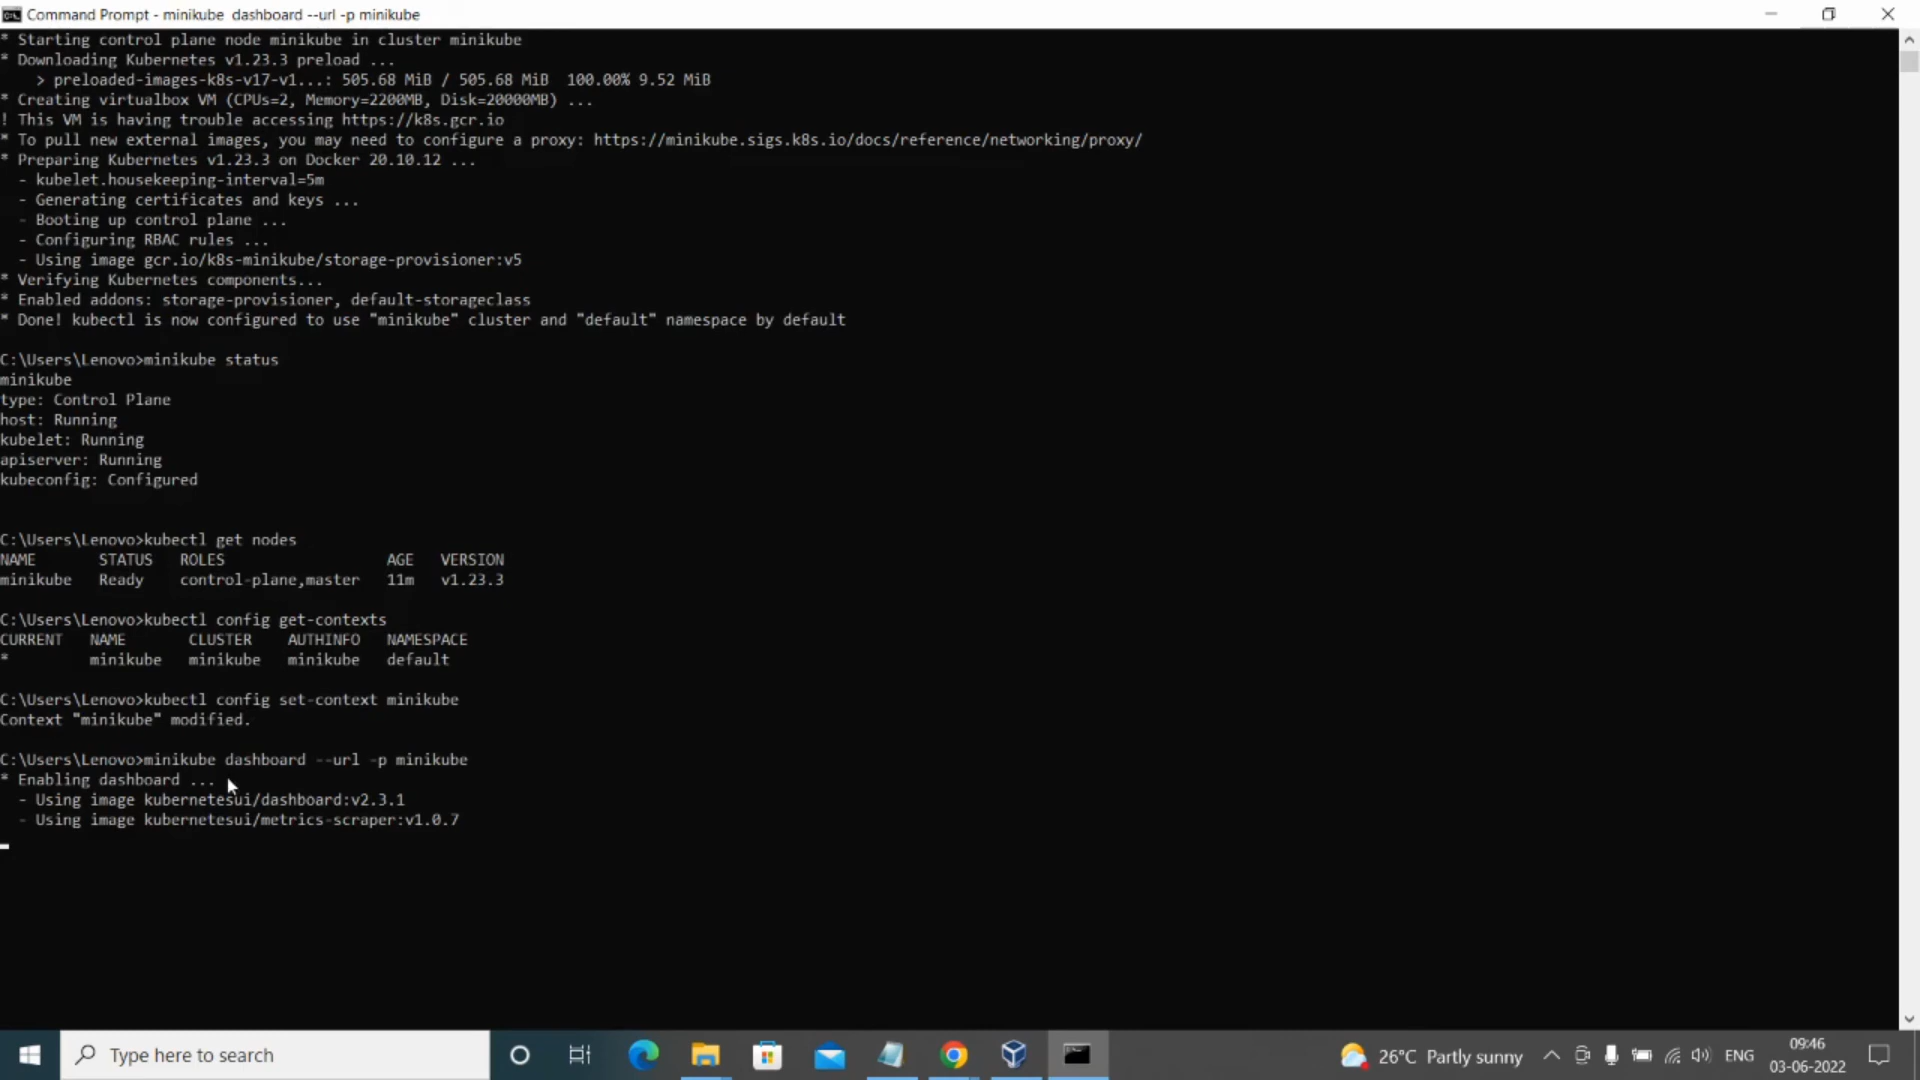 Command Prompt - minikube  dashboard --url -p minikube
* Starting control plane node minikube in cluster minikube
* Downloading Kubernetes v1.23.3 preload ...
    > preloaded-images-k8s-v17-v1...: 505.68 MiB / 505.68 MiB  100.00% 9.52 MiB
* Creating virtualbox VM (CPUs=2, Memory=2200MB, Disk=20000MB) ...
! This VM is having trouble accessing https://k8s.gcr.io
* To pull new external images, you may need to configure a proxy: https://minikube.sigs.k8s.io/docs/reference/networking/proxy/
* Preparing Kubernetes v1.23.3 on Docker 20.10.12 ...
  - kubelet.housekeeping-interval=5m
  - Generating certificates and keys ...
  - Booting up control plane ...
  - Configuring RBAC rules ...
  - Using image gcr.io/k8s-minikube/storage-provisioner:v5
* Verifying Kubernetes components...
* Enabled addons: storage-provisioner, default-storageclass
* Done! kubectl is now configured to use "minikube" cluster and "default" namespace by default
C:\Users\Lenovo>minikube status
minikube
type: Control Plane
host: Running
kubelet: Running
apiserver: Running
kubeconfig: Configured
C:\Users\Lenovo>kubectl get nodes
NAME       STATUS   ROLES                  AGE   VERSION
minikube   Ready    control-plane,master   11m   v1.23.3
C:\Users\Lenovo>kubectl config get-contexts
CURRENT   NAME       CLUSTER    AUTHINFO   NAMESPACE
*         minikube   minikube   minikube   default
C:\Users\Lenovo>kubectl config set-context minikube
Context "minikube" modified.
C:\Users\Lenovo>minikube dashboard --url -p minikube
* Enabling dashboard ...
  - Using image kubernetesui/dashboard:v2.3.1
  - Using image kubernetesui/metrics-scraper:v1.0.7
Type here to search
26°C Partly sunny
ENG
09:46
03-06-2022